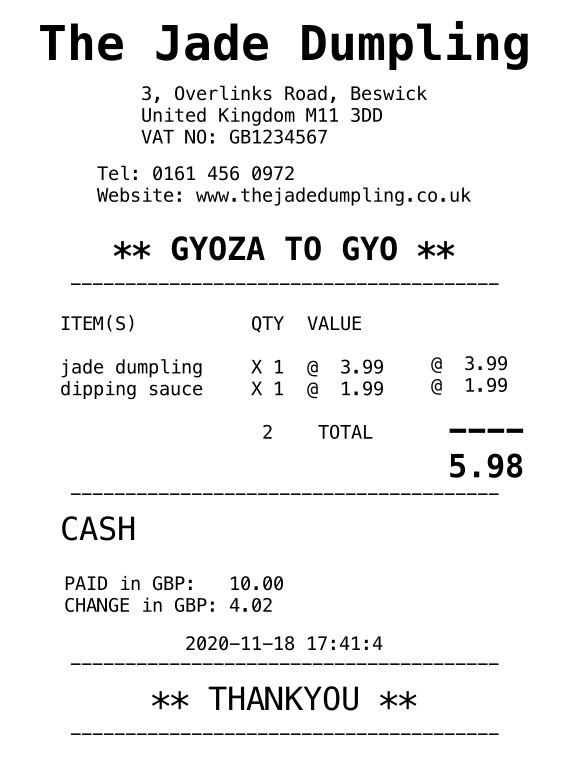 The Jade Dumpling
3, Overlinks Road, Beswick
United Kingdom M11 3DD
VAT NO: GB1234567
Tel: 0161 456 0972
Website: www.thejadedumpling.co.uk
** GYOZA TO GYO **
---------------------------------------
ITEM(S) QTY VALUE
jade dumpling X 1 @ 3.99 @ 3.99
dipping sauce X 1 @ 1.99 @ 1.99
2 TOTAL ----
5.98
---------------------------------------
CASH
PAID in GBP: 10.00
CHANGE in GBP: 4.02
2020-11-18 17:41:4
---------------------------------------
** THANKYOU **
---------------------------------------